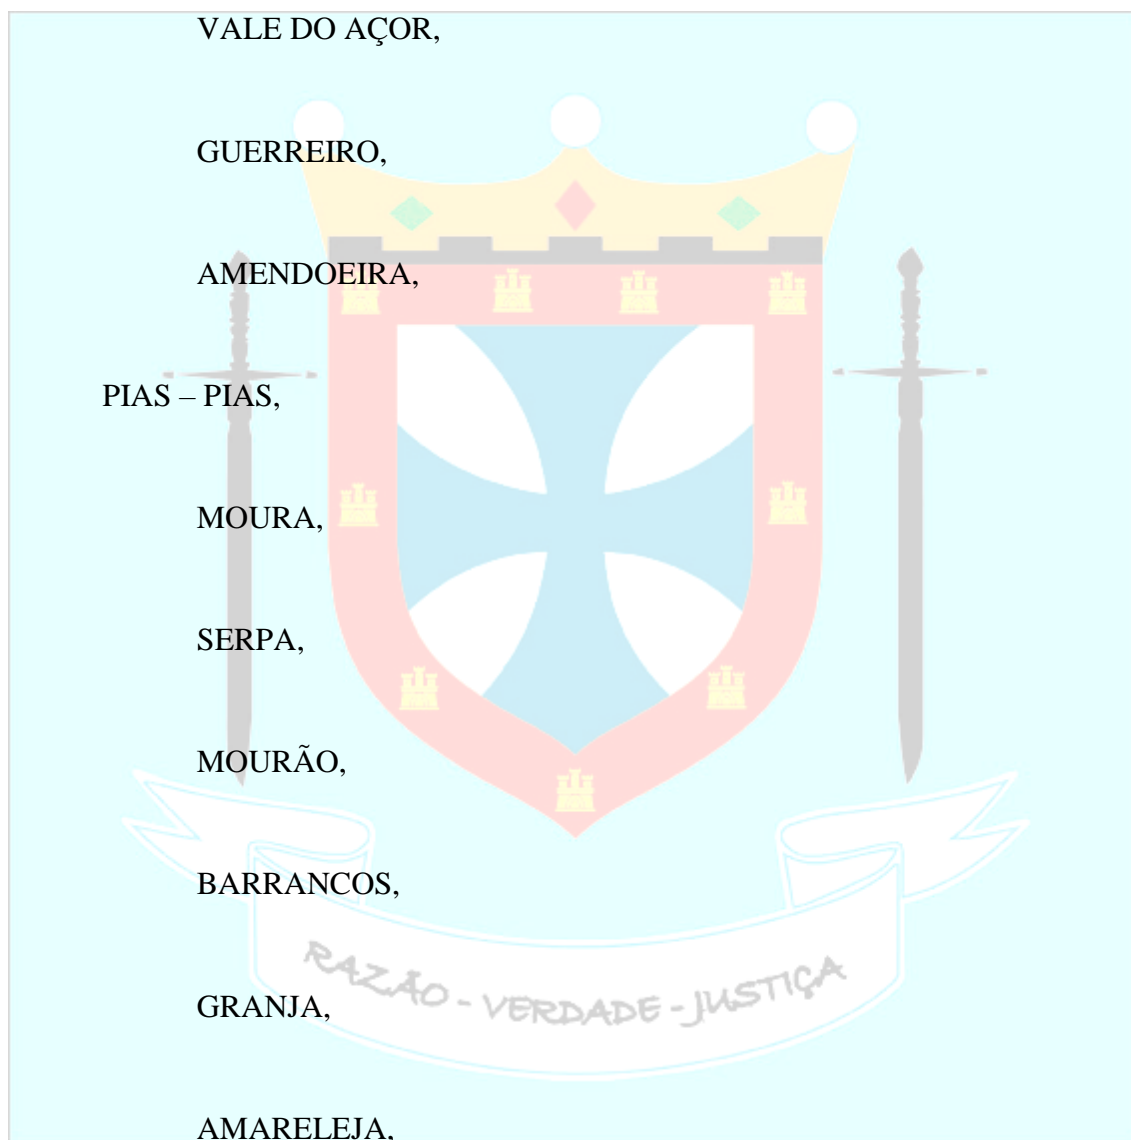 VALE DO AÇOR,
GUERREIRO,
AMENDOEIRA,
PIAS – PIAS,
MOURA,
SERPA,
MOURÃO,
BARRANCOS,
RAZÃO - VERDADE - JUSTIÇA
GRANJA,
AMARELEJA,